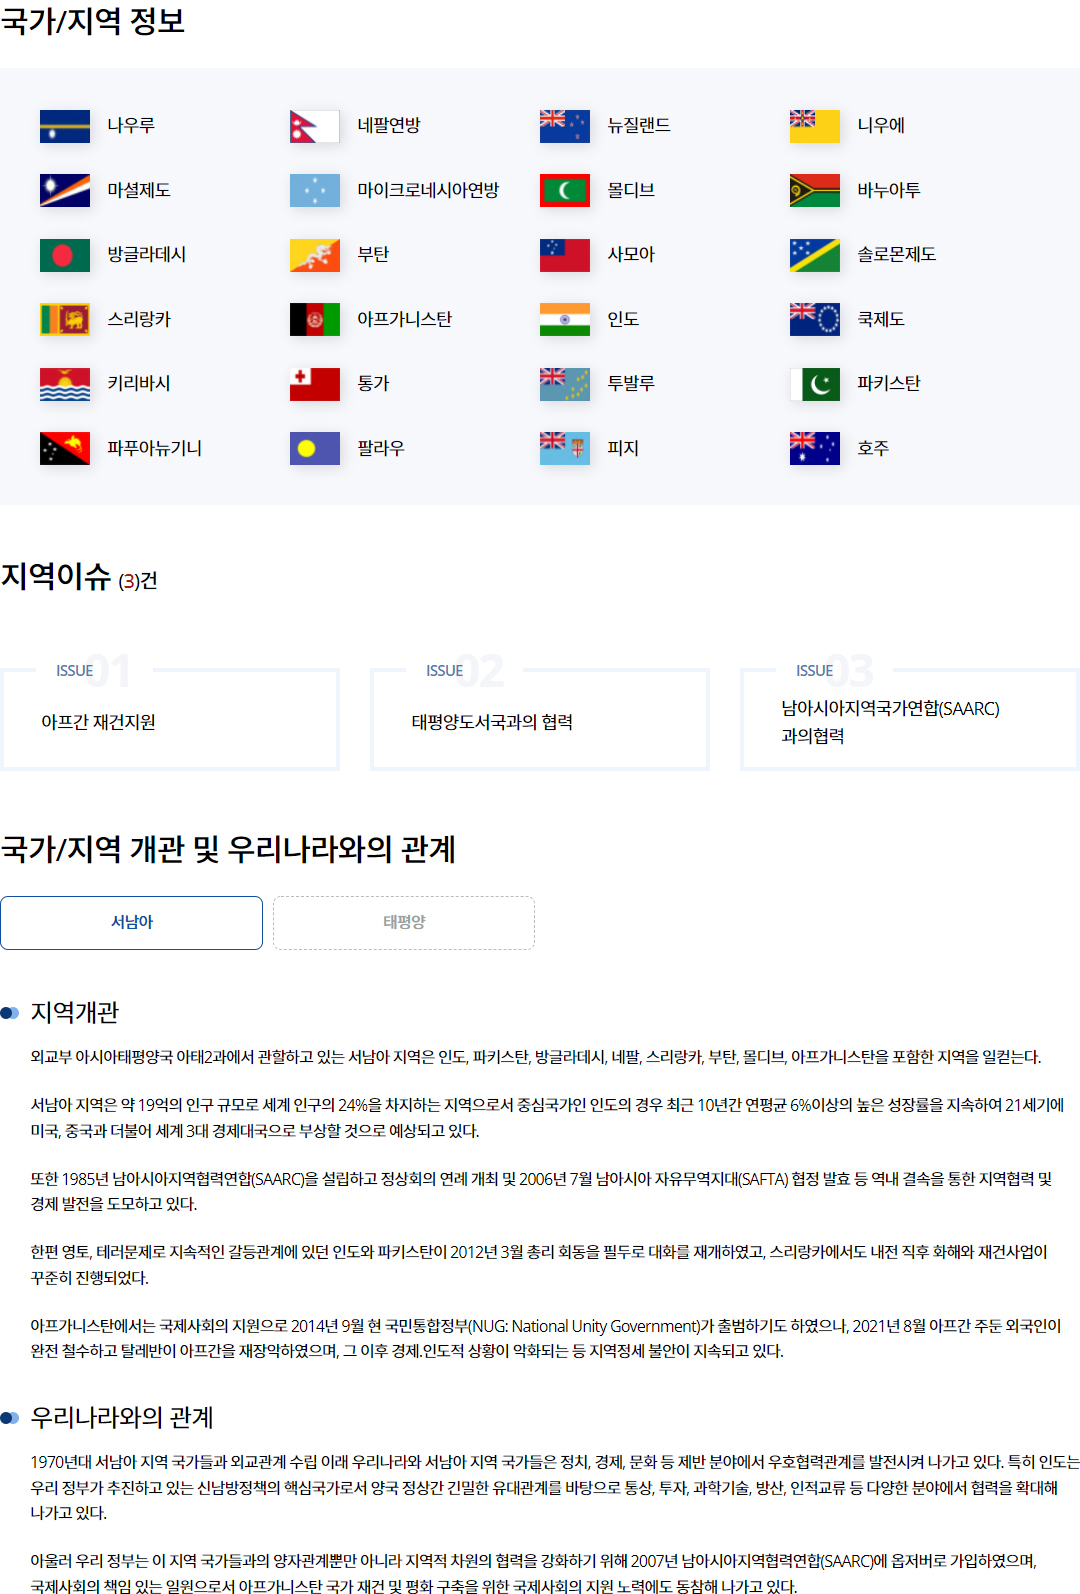 국가/지역 정보
나우루
네팔연방
뉴질랜드
니우에
마셜제도
마이크로네시아연방
몰디브
바누아투
방글라데시
부탄
사모아
솔로몬제도
스리랑카
아프가니스탄
인도
쿡제도
키리바시
통가
투발루
파키스탄
파푸아뉴기니
팔라우
피지
호주
지역이슈 (3)건
ISSUE 01
아프간 재건지원
ISSUE 02
태평양도서국과의 협력
ISSUE 03
남아시아지역국가연합(SAARC)
과의협력
국가/지역 개관 및 우리나라와의 관계
서남아
태평양
지역개관
외교부 아시아태평양국 아태2과에서 관할하고 있는 서남아 지역은 인도, 파키스탄, 방글라데시, 네팔, 스리랑카, 부탄, 몰디브, 아프가니스탄을 포함한 지역을 일컫는다.
서남아 지역은 약 19억의 인구 규모로 세계 인구의 24%을 차지하는 지역으로서 중심국가인 인도의 경우 최근 10년간 연평균 6%이상의 높은 성장률을 지속하여 21세기에
미국, 중국과 더불어 세계 3대 경제대국으로 부상할 것으로 예상되고 있다.
또한 1985년 남아시아지역협력연합(SAARC)을 설립하고 정상회의 연례 개최 및 2006년 7월 남아시아 자유무역지대(SAFTA) 협정 발효 등 역내 결속을 통한 지역협력 및
경제 발전을 도모하고 있다.
한편 영토, 테러문제로 지속적인 갈등관계에 있던 인도와 파키스탄이 2012년 3월 총리 회동을 필두로 대화를 재개하였고, 스리랑카에서도 내전 직후 화해와 재건사업이
꾸준히 진행되었다.
아프가니스탄에서는 국제사회의 지원으로 2014년 9월 현 국민통합정부(NUG: National Unity Government)가 출범하기도 하였으나, 2021년 8월 아프간 주둔 외국인이
완전 철수하고 탈레반이 아프간을 재장악하였으며, 그 이후 경제.인도적 상황이 악화되는 등 지역정세 불안이 지속되고 있다.
우리나라와의 관계
1970년대 서남아 지역 국가들과 외교관계 수립 이래 우리나라와 서남아 지역 국가들은 정치, 경제, 문화 등 제반 분야에서 우호협력관계를 발전시켜 나가고 있다. 특히 인도는
우리 정부가 추진하고 있는 신남방정책의 핵심국가로서 양국 정상간 긴밀한 유대관계를 바탕으로 통상, 투자, 과학기술, 방산, 인적교류 등 다양한 분야에서 협력을 확대해
나가고 있다.
아울러 우리 정부는 이 지역 국가들과의 양자관계뿐만 아니라 지역적 차원의 협력을 강화하기 위해 2007년 남아시아지역협력연합(SAARC)에 옵저버로 가입하였으며,
국제사회의 책임 있는 일원으로서 아프가니스탄 국가 재건 및 평화 구축을 위한 국제사회의 지원 노력에도 동참해 나가고 있다.